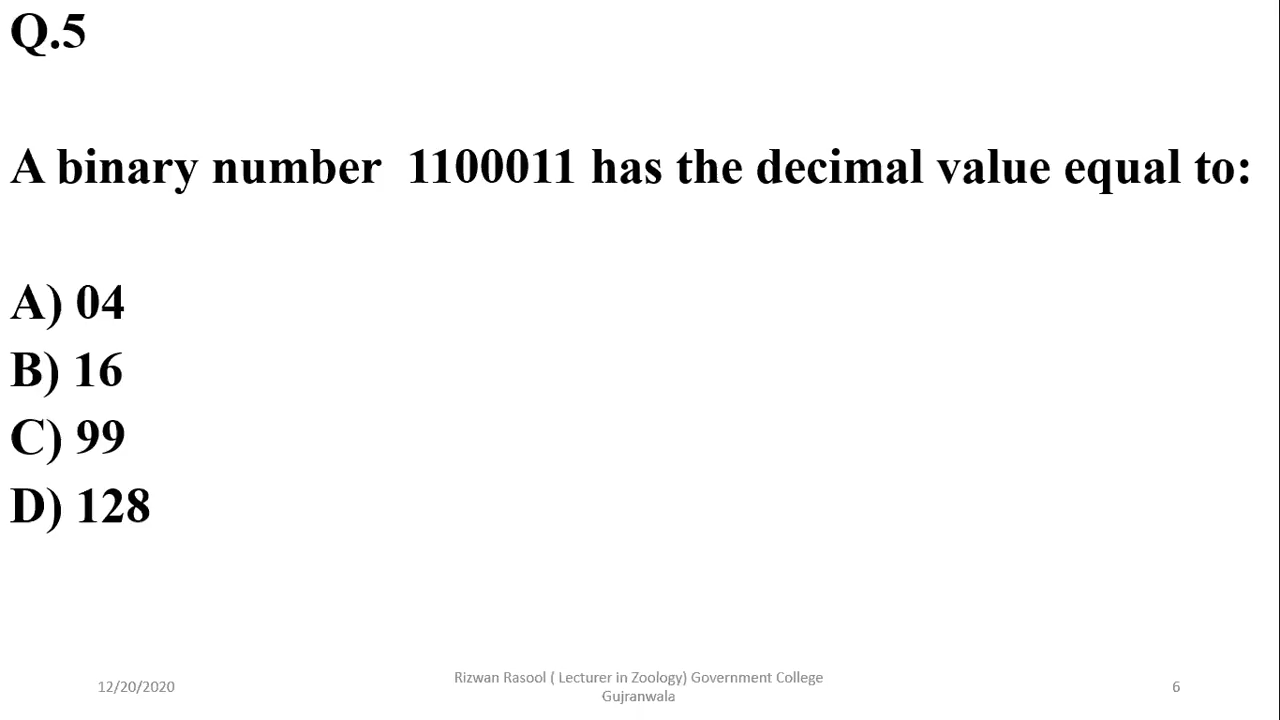 Q.5
A binary number 1100011 has the decimal value equal to:
A) 04
B) 16
C) 99
D) 128
12/20/2020
Rizwan Rasool ( Lecturer in Zoology) Government College
Gujranwala
6